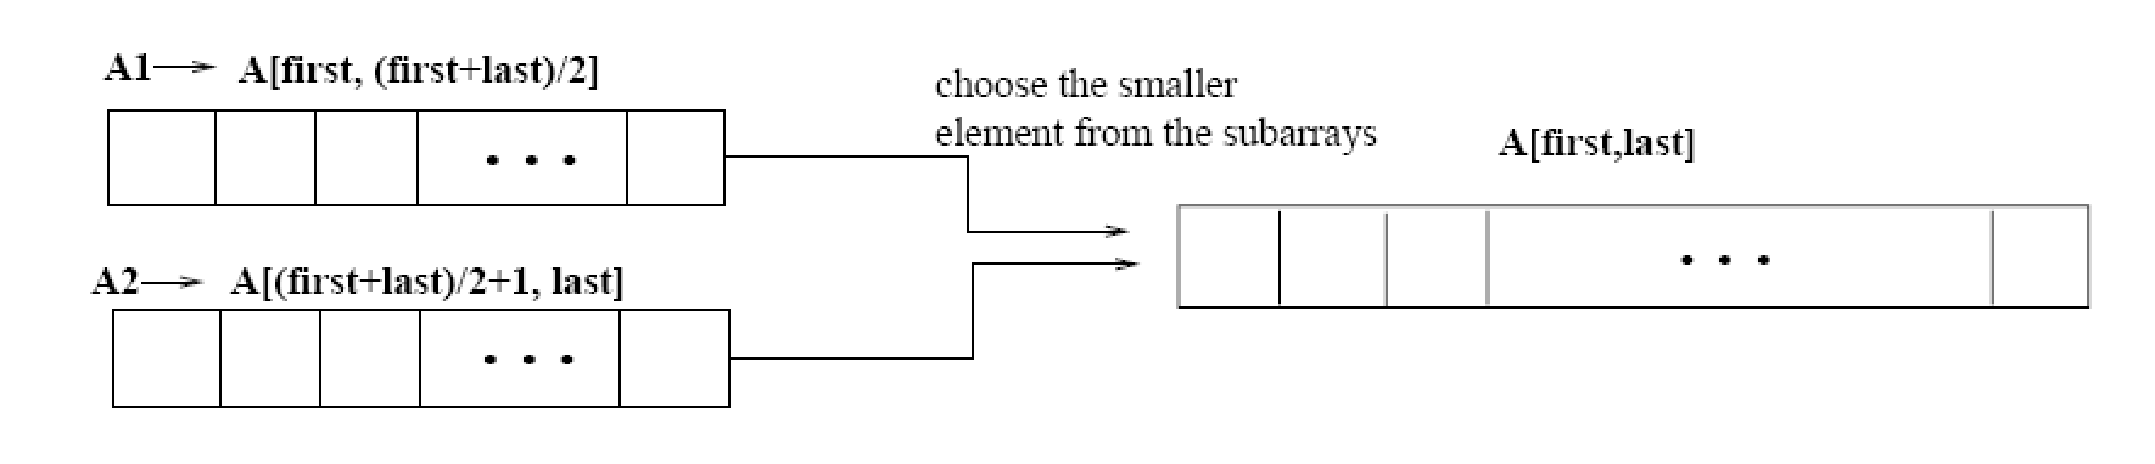 A1 A[first, (first+last)/2]
choose the smaller
element from the subarrays
A[first,last]
A2 A[(first+last)/2+1, last]